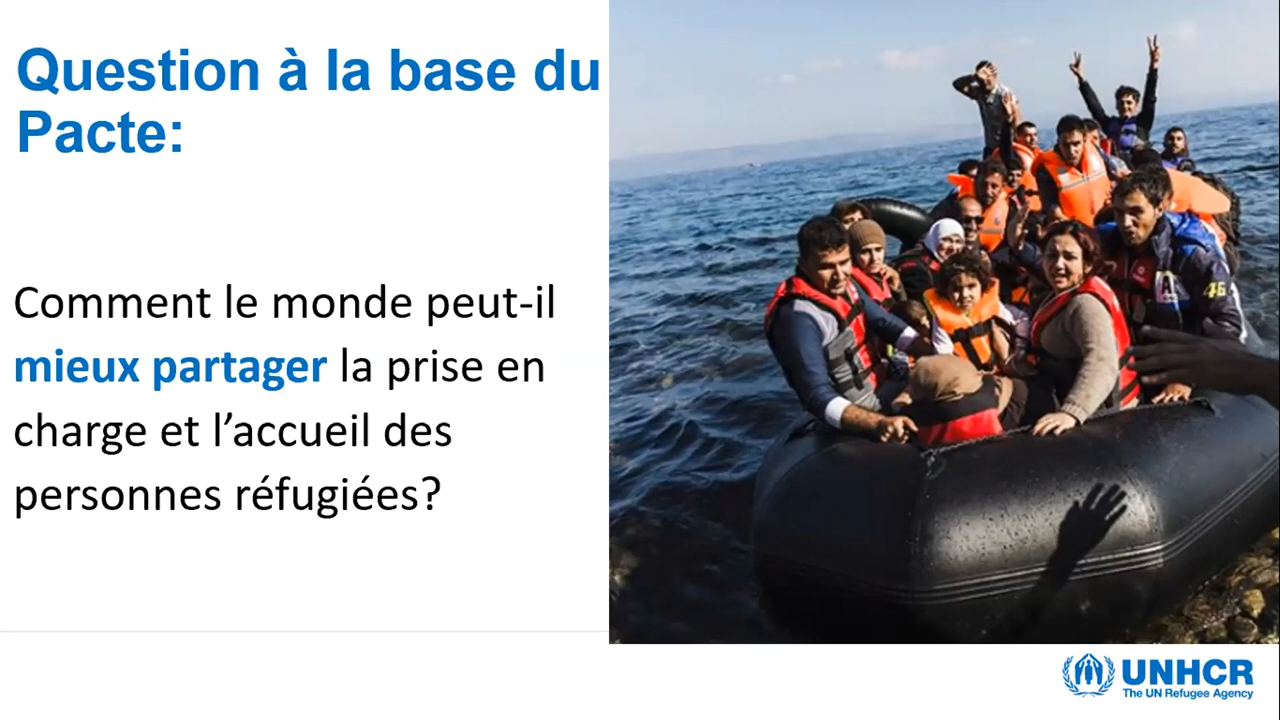 Question à la base du
Pacte:
Comment le monde peut-il
mieux partager la prise en
charge et l’accueil des
personnes réfugiées?
A
46
UNHCR
The UN Refugee Agency